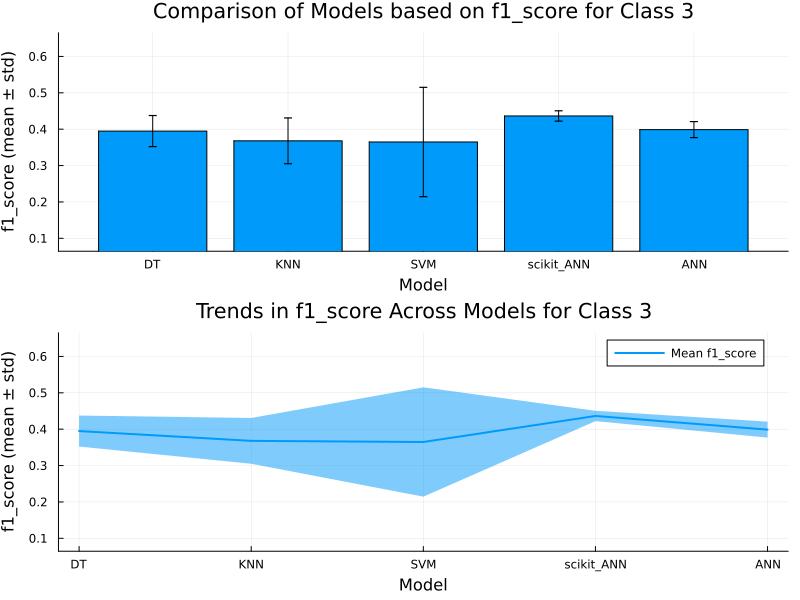 Comparison of Models based on f1_score for Class 3
f1_score (mean ± std)
0.6
0.5
0.4
0.3
0.2
0.1
DT KNN SVM scikit_ANN ANN
Model
Trends in f1_score Across Models for Class 3
f1_score (mean ± std)
Mean f1_score
0.6
0.5
0.4
0.3
0.2
0.1
DT KNN SVM scikit_ANN ANN
Model